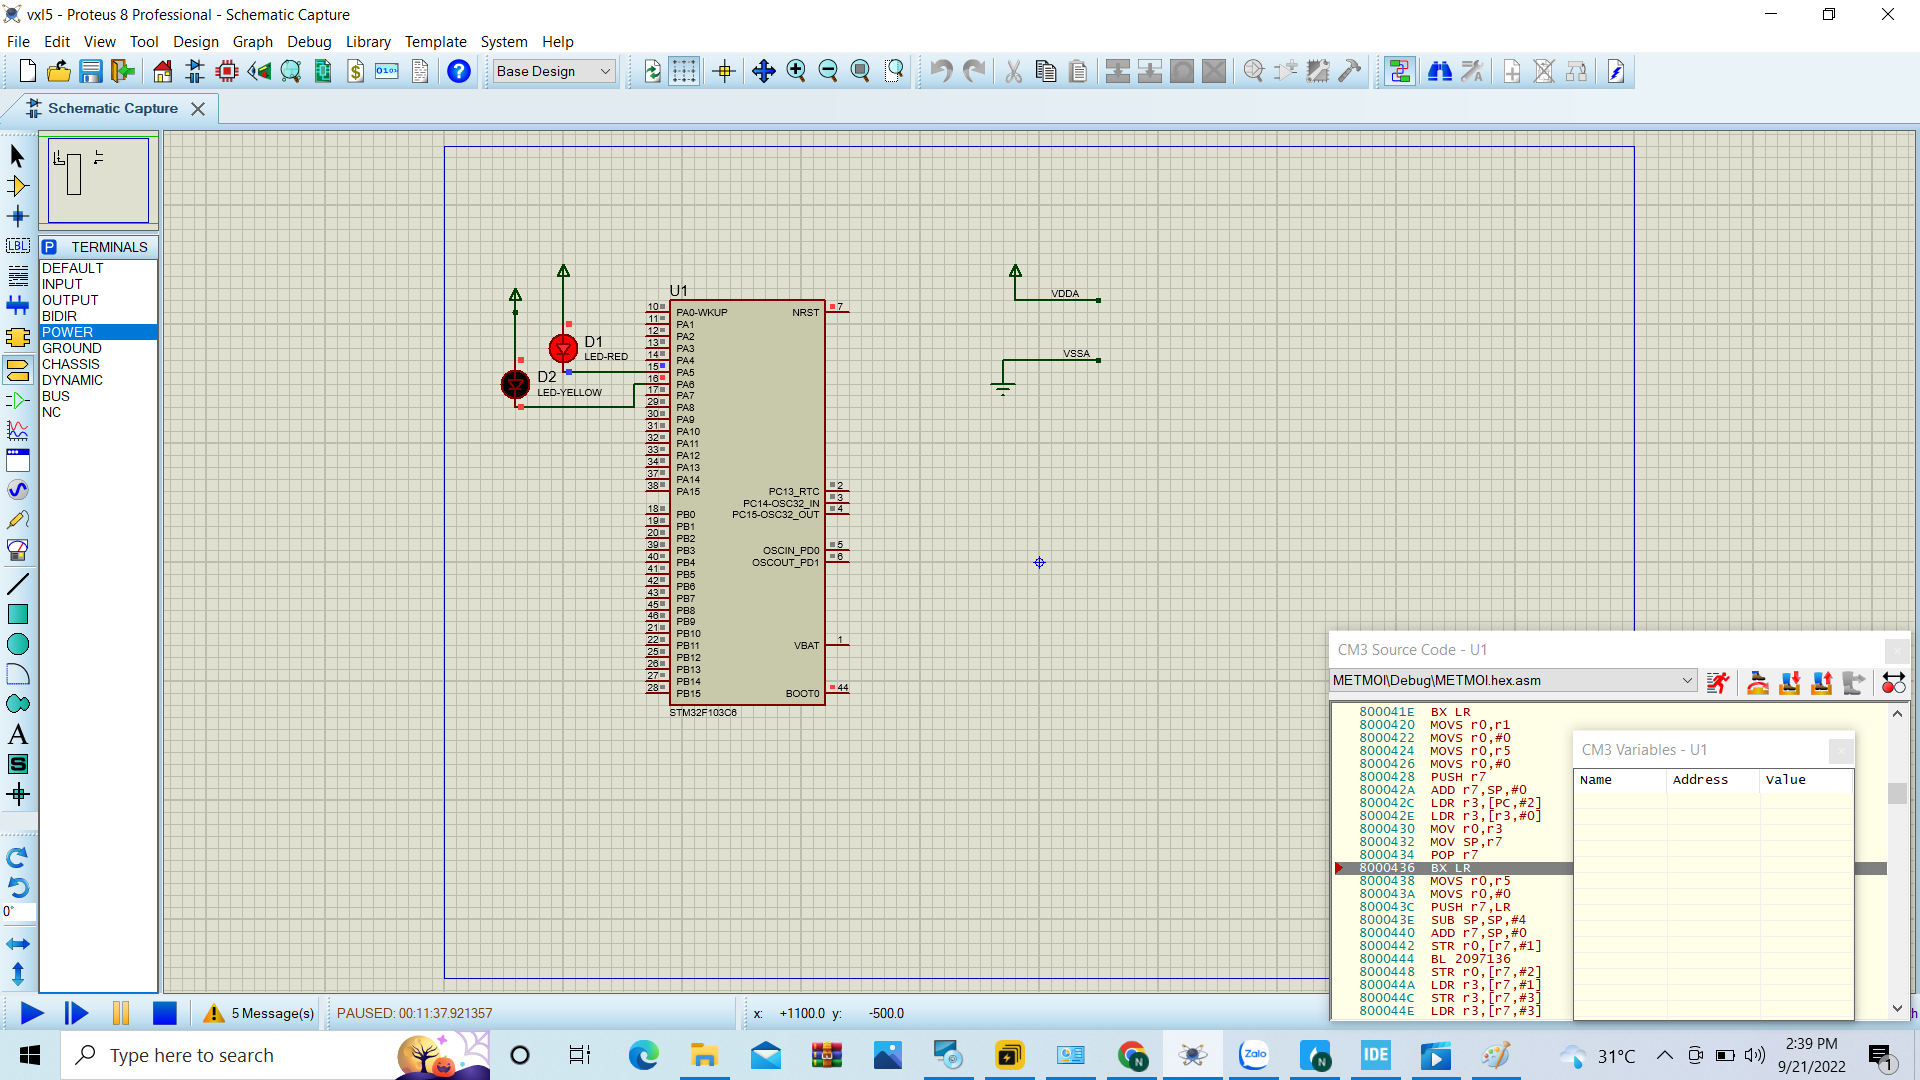 vxl5 - Proteus 8 Professional - Schematic Capture
File Edit View Tool Design Graph Debug Library Template System Help
Base Design
Schematic Capture
P TERMINALS
DEFAULT
INPUT
OUTPUT
BIDIR
POWER
GROUND
CHASSIS
DYNAMIC
BUS
NC
LBL
A
S
0°
D1
LED-RED
D2
LED-YELLOW
U1
10 PA0-WKUP
11 PA1
12 PA2
13 PA3
14 PA4
15 PA5
16 PA6
17 PA7
29 PA8
30 PA9
31 PA10
32 PA11
33 PA12
34 PA13
37 PA14
38 PA15
18 PB0
19 PB1
20 PB2
39 PB3
40 PB4
41 PB5
42 PB6
43 PB7
45 PB8
46 PB9
21 PB10
22 PB11
25 PB12
26 PB13
27 PB14
28 PB15
NRST 7
PC13_RTC 2
PC14-OSC32_IN 3
PC15-OSC32_OUT 4
OSCIN_PD0 5
OSCOUT_PD1 6
VBAT 1
BOOT0 44
STM32F103C6
VDDA
VSSA
CM3 Source Code - U1
METMOI\Debug\METMOI.hex.asm
800041E BX LR
8000420 MOVS r0,r1
8000422 MOVS r0,#0
8000424 MOVS r0,r5
8000426 MOVS r0,#0
8000428 PUSH r7
800042A ADD r7,SP,#0
800042C LDR r3,[PC,#2]
800042E LDR r3,[r3,#0]
8000430 MOV r0,r3
8000432 MOV SP,r7
8000434 POP r7
8000436 BX LR
8000438 MOVS r0,r5
800043A MOVS r0,#0
800043C PUSH r7,LR
800043E SUB SP,SP,#4
8000440 ADD r7,SP,#0
8000442 STR r0,[r7,#1]
8000444 BL 2097136
8000448 STR r0,[r7,#2]
800044A LDR r3,[r7,#1]
800044C STR r3,[r7,#3]
800044E LDR r3,[r7,#3]
CM3 Variables - U1
Name Address Value
5 Message(s)
PAUSED: 00:11:37.921357
x: +1100.0 y: -500.0
h
Type here to search
Zalo
N
N
IDE
31°C
2:39 PM
9/21/2022
1